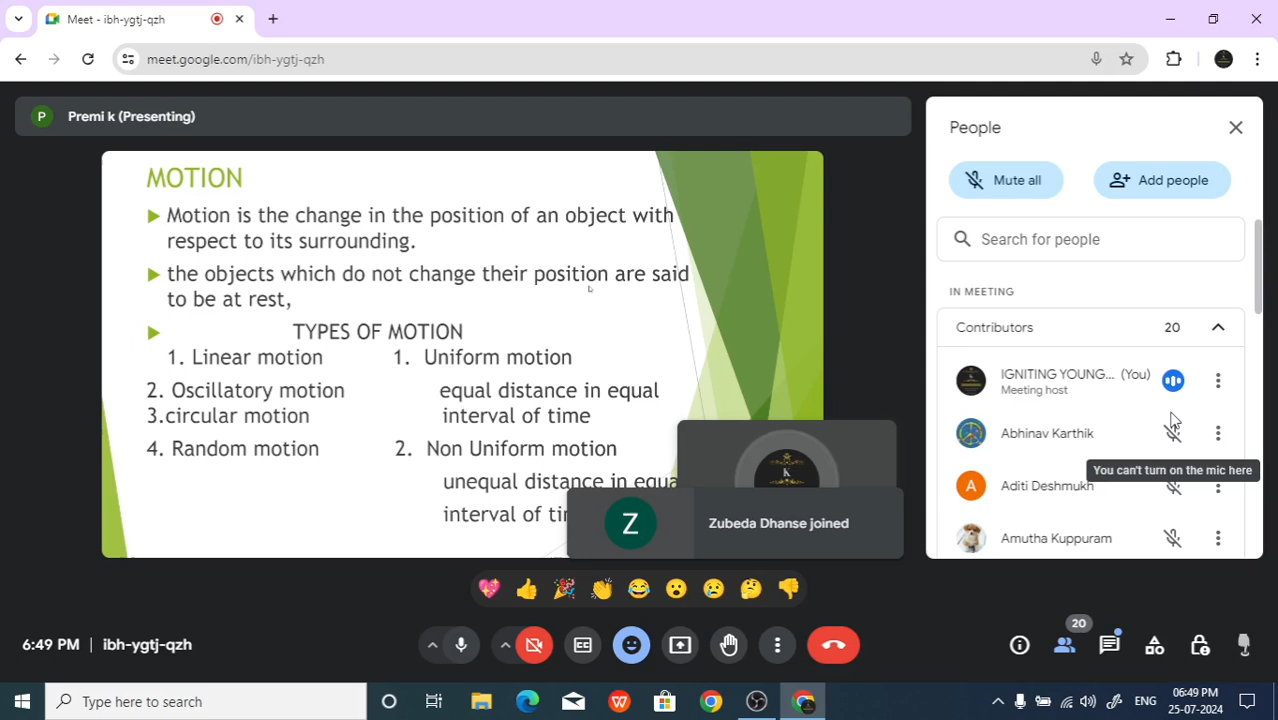 Meet - ibh-ygtj-qzh
meet.google.com/ibh-ygtj-qzh
P
Premi k (Presenting)
MOTION
Motion is the change in the position of an object with
respect to its surrounding.
the objects which do not change their position are said
to be at rest,
TYPES OF MOTION
1. Linear motion
2. Oscillatory motion
3.circular motion
4. Random motion
1. Uniform motion
equal distance in equal
interval of time
2. Non Uniform motion
unequal distance in equa
interval of
K
Z
Zubeda Dhanse joined
People
Mute all
Add people
Search for people
IN MEETING
Contributors 20
IGNITING YOUNG... (You)
Meeting host
Abhinav Karthik
You can't turn on the mic here
A
Aditi Deshmukh
Amutha Kuppuram
6:49 PM | ibh-ygtj-qzh
20
Type here to search
ENG
06:49 PM
25-07-2024